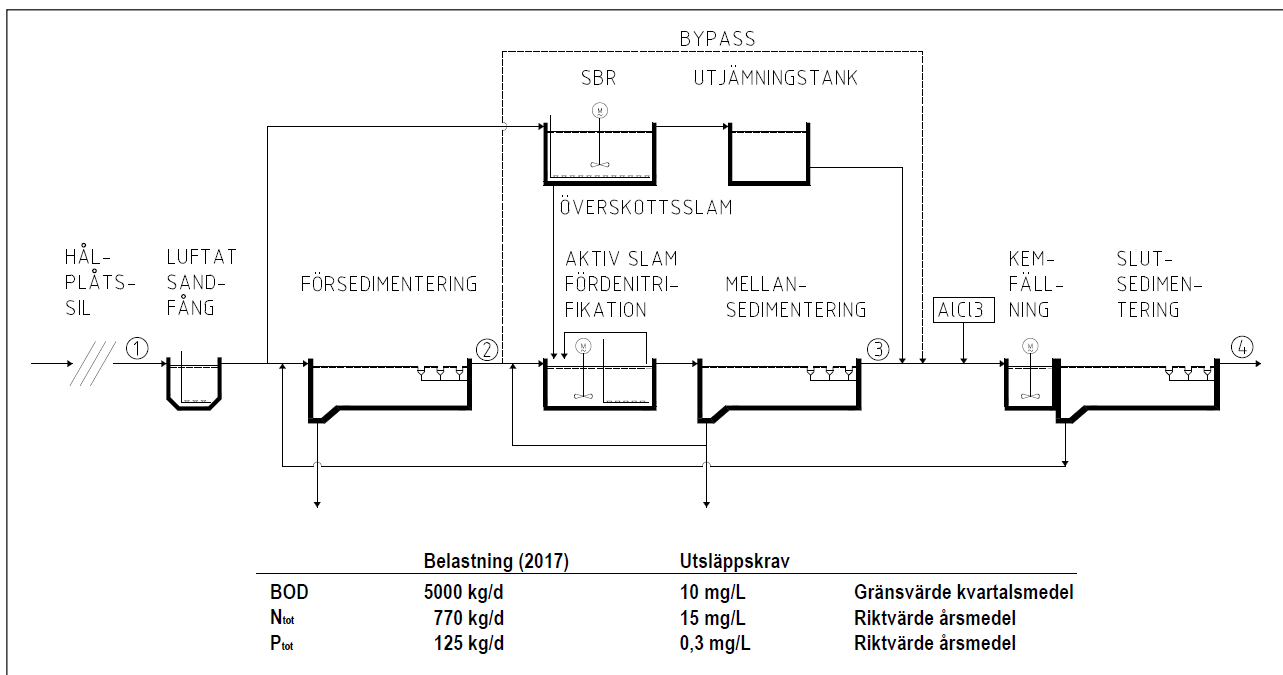 BYPASS
SBR
UTJÄMNINGSTANK
M
ÖVERSKOTTSSLAM
HÅL-
PLÅTS-
SIL
LUFTAT
SAND-
FÅNG
FÖRSEDIMENTERING
AKTIV SLAM
FÖRDENITRI-
FIKATION
MELLAN-
SEDIMENTERING
AlCl3
KEM-
FÄLL-
NING
SLUT-
SEDIMEN-
TERING
1
2
3
4
M
M
Belastning (2017) Utsläppskrav
BOD 5000 kg/d 10 mg/L Gränsvärde kvartalsmedel
Ntot 770 kg/d 15 mg/L Riktvärde årsmedel
Ptot 125 kg/d 0,3 mg/L Riktvärde årsmedel